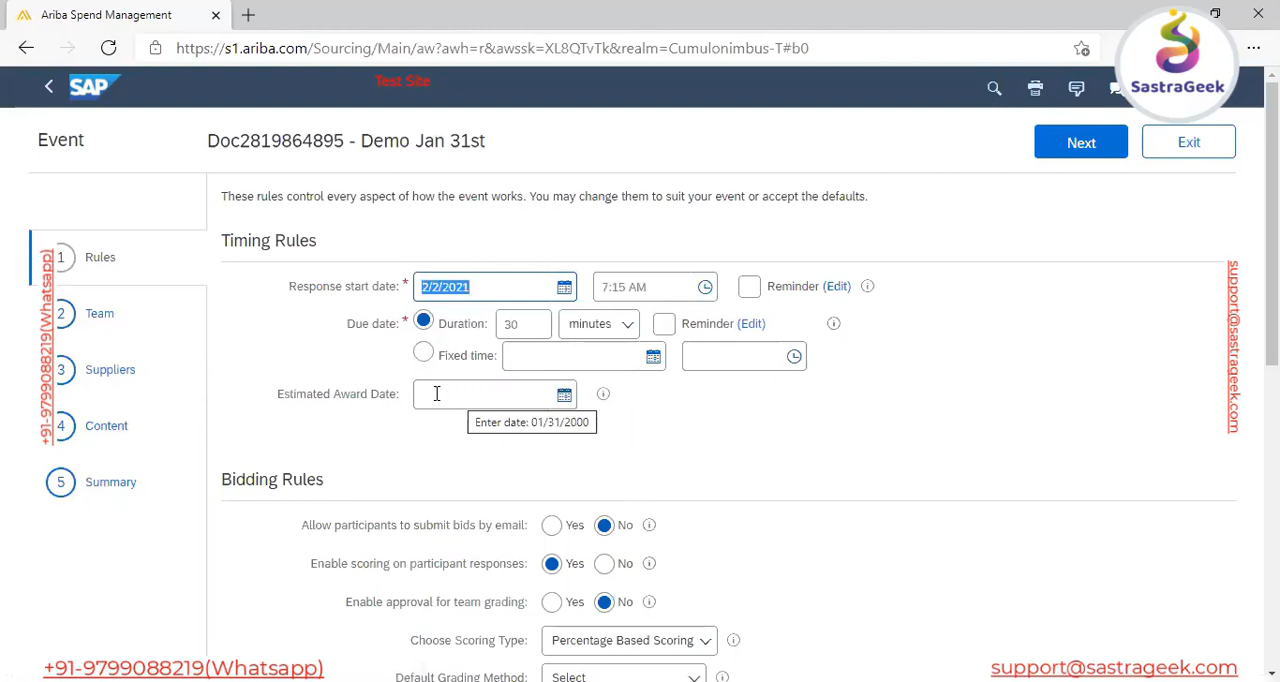 Ariba Spend Management
https://s1.ariba.com/Sourcing/Main/aw?awh=r&awssk=XL8QTvTk&realm=Cumulonimbus-T#b0
SastraGeek
SAP
Test Site
Event
Doc2819864895 - Demo Jan 31st
Next
Exit
These rules control every aspect of how the event works. You may change them to suit your event or accept the defaults.
1 Rules
2 Team
3 Suppliers
4 Content
5 Summary
Timing Rules
Response start date: * 2/2/2021 7:15 AM Reminder (Edit)
Due date: * Duration: 30 minutes Reminder (Edit)
Fixed time:
Estimated Award Date:
Enter date: 01/31/2000
Bidding Rules
Allow participants to submit bids by email: Yes No
Enable scoring on participant responses: Yes No
Enable approval for team grading: Yes No
Choose Scoring Type: Percentage Based Scoring
Default Grading Method: Select
+91-9799088219(Whatsapp)
support@sastrageek.com
+91-9799088219(Whatsapp)
support@sastrageek.com